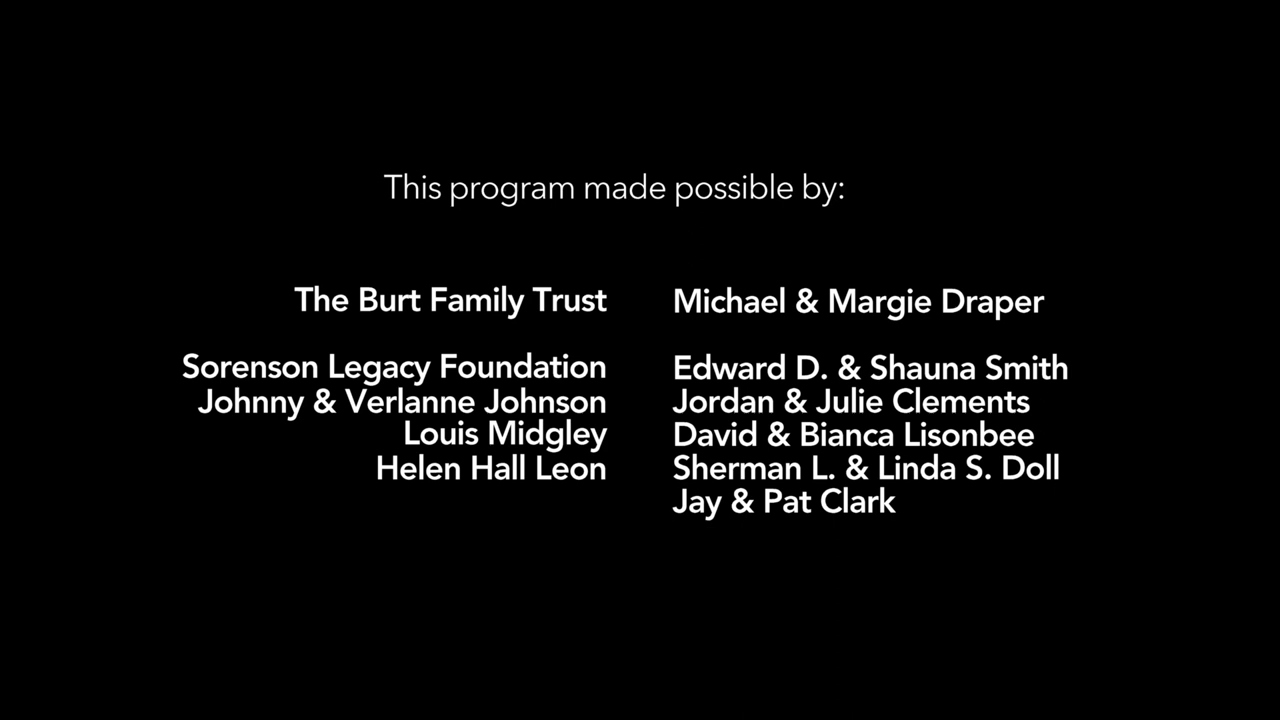 This program made possible by:
The Burt Family Trust
Sorenson Legacy Foundation
Johnny & Verlanne Johnson
Louis Midgley
Helen Hall Leon
Michael & Margie Draper
Edward D. & Shauna Smith
Jordan & Julie Clements
David & Bianca Lisonbee
Sherman L. & Linda S. Doll
Jay & Pat Clark